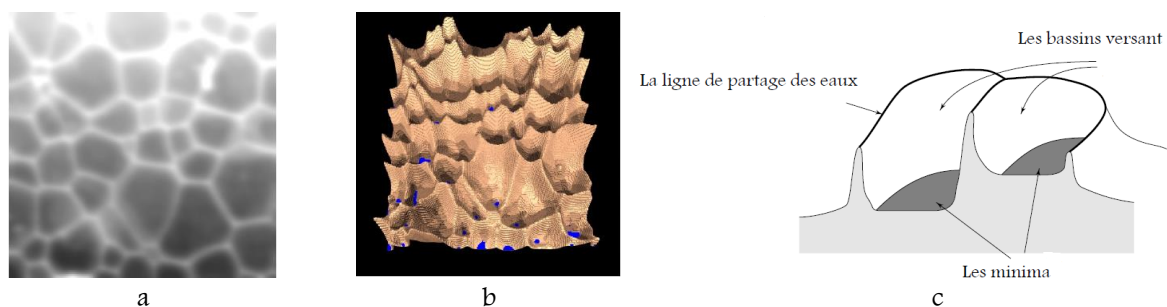 Les bassins versant
La ligne de partage des eaux
Les minima
a
b
c